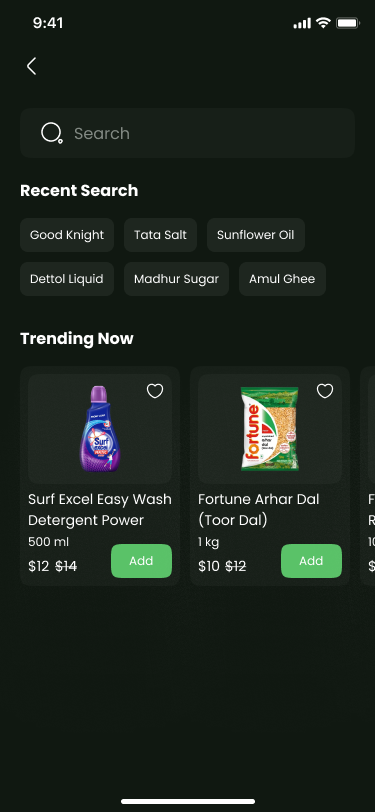 9:41
Search
Recent Search
Good Knight
Tata Salt
Sunflower Oil
Dettol Liquid
Madhur Sugar
Amul Ghee
Trending Now
Surf
EXCEL
fortune
Surf Excel Easy Wash
Detergent Power
500 ml
$12 $14
Add
Fortune Arhar Dal
(Toor Dal)
1 kg
$10 $12
Add